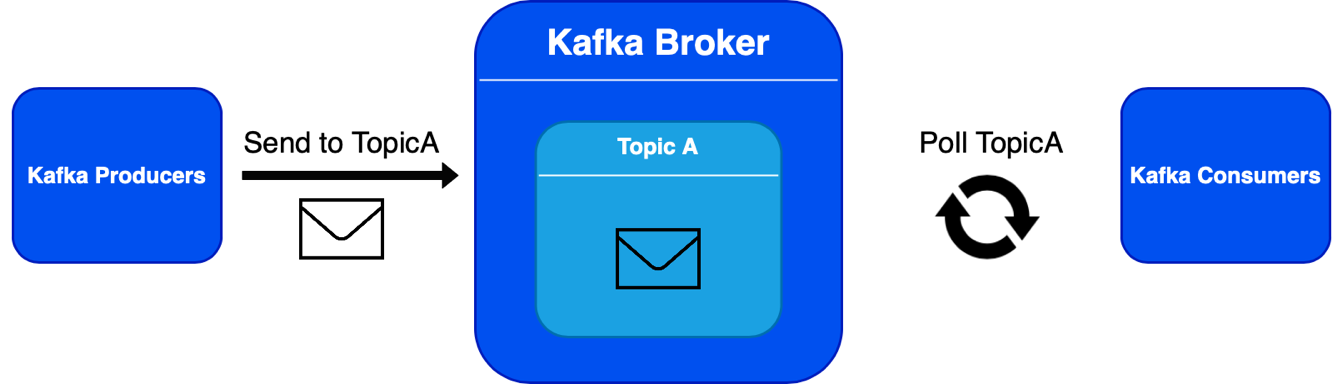 Kafka Producers
Send to TopicA
Kafka Broker
Topic A
Poll TopicA
Kafka Consumers